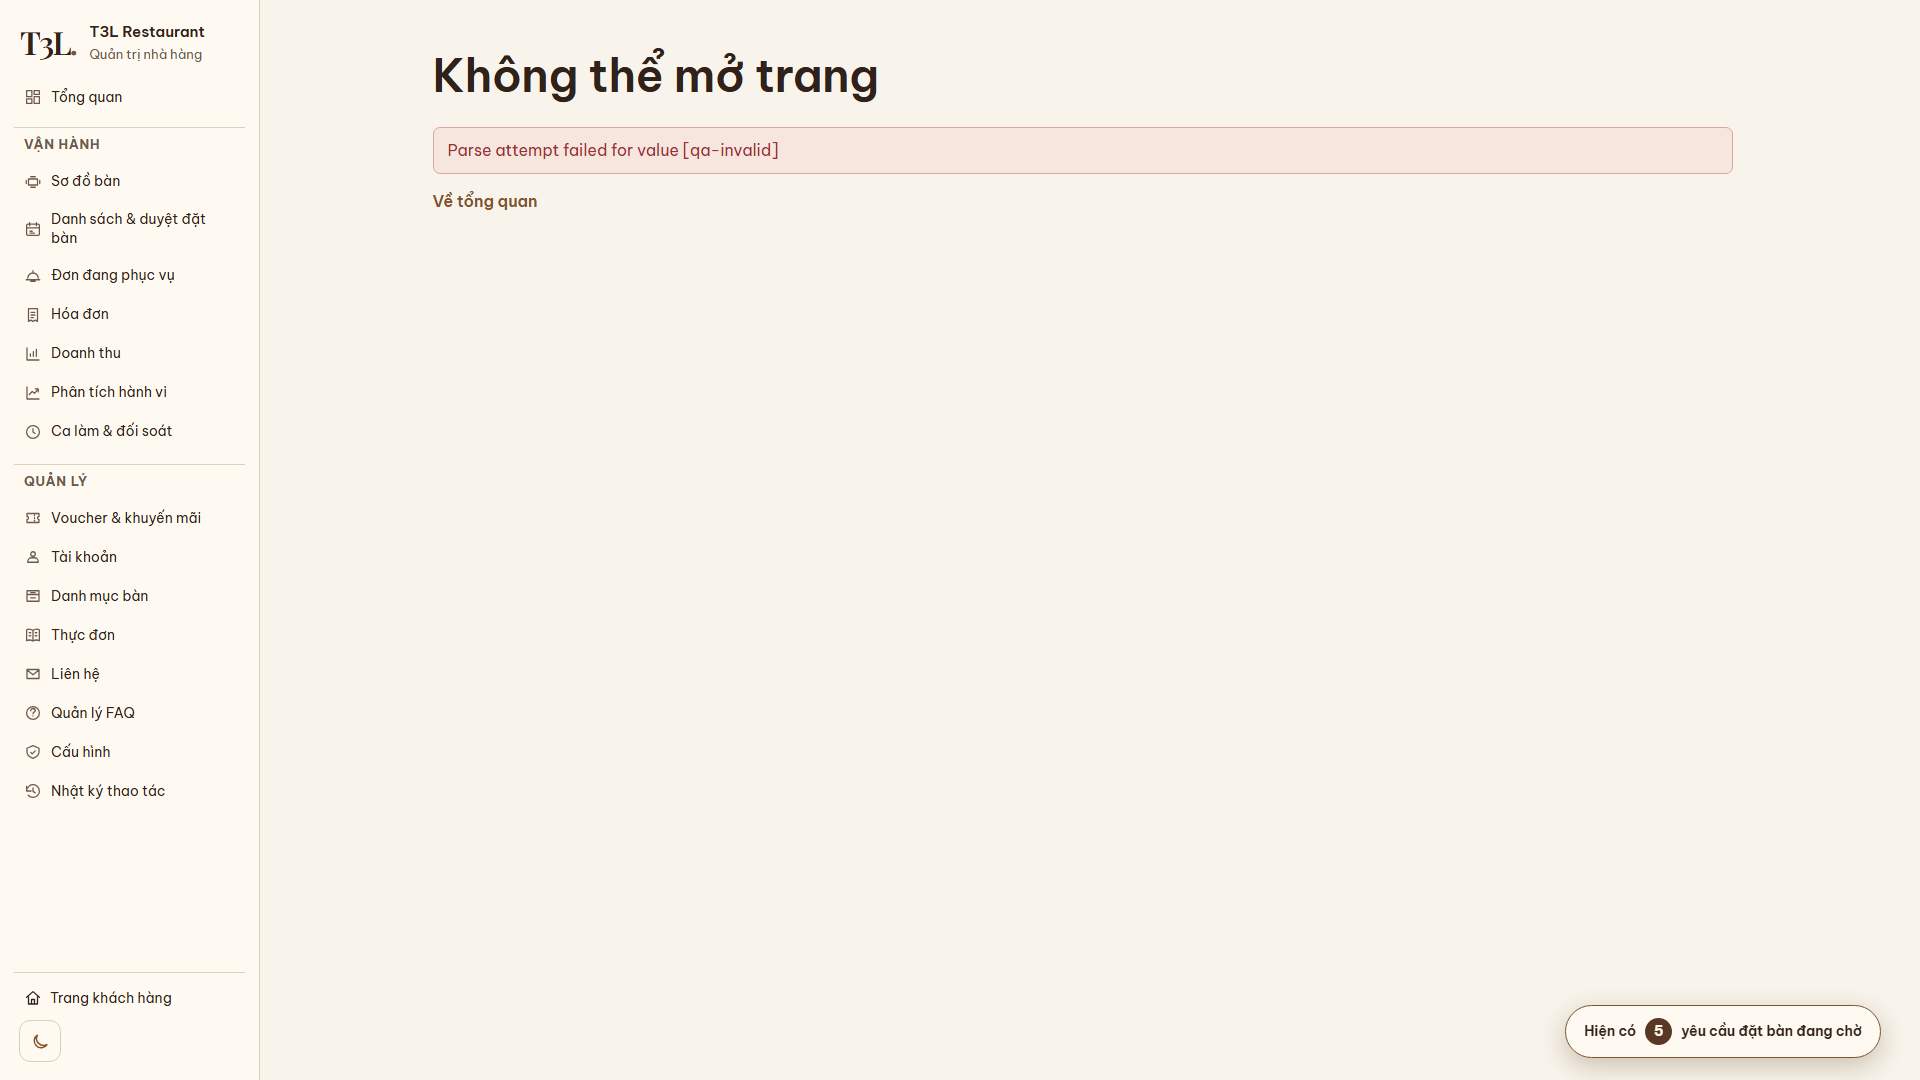 T3L.
T3L Restaurant
Quản trị nhà hàng
Tổng quan
VẬN HÀNH
Sơ đồ bàn
Danh sách & duyệt đặt
bàn
Đơn đang phục vụ
Hóa đơn
Doanh thu
Phân tích hành vi
Ca làm & đối soát
QUẢN LÝ
Voucher & khuyến mãi
Tài khoản
Danh mục bàn
Thực đơn
Liên hệ
Quản lý FAQ
Cấu hình
Nhật ký thao tác
Trang khách hàng
Không thể mở trang
Parse attempt failed for value [qa-invalid]
Về tổng quan
Hiện có 5 yêu cầu đặt bàn đang chờ